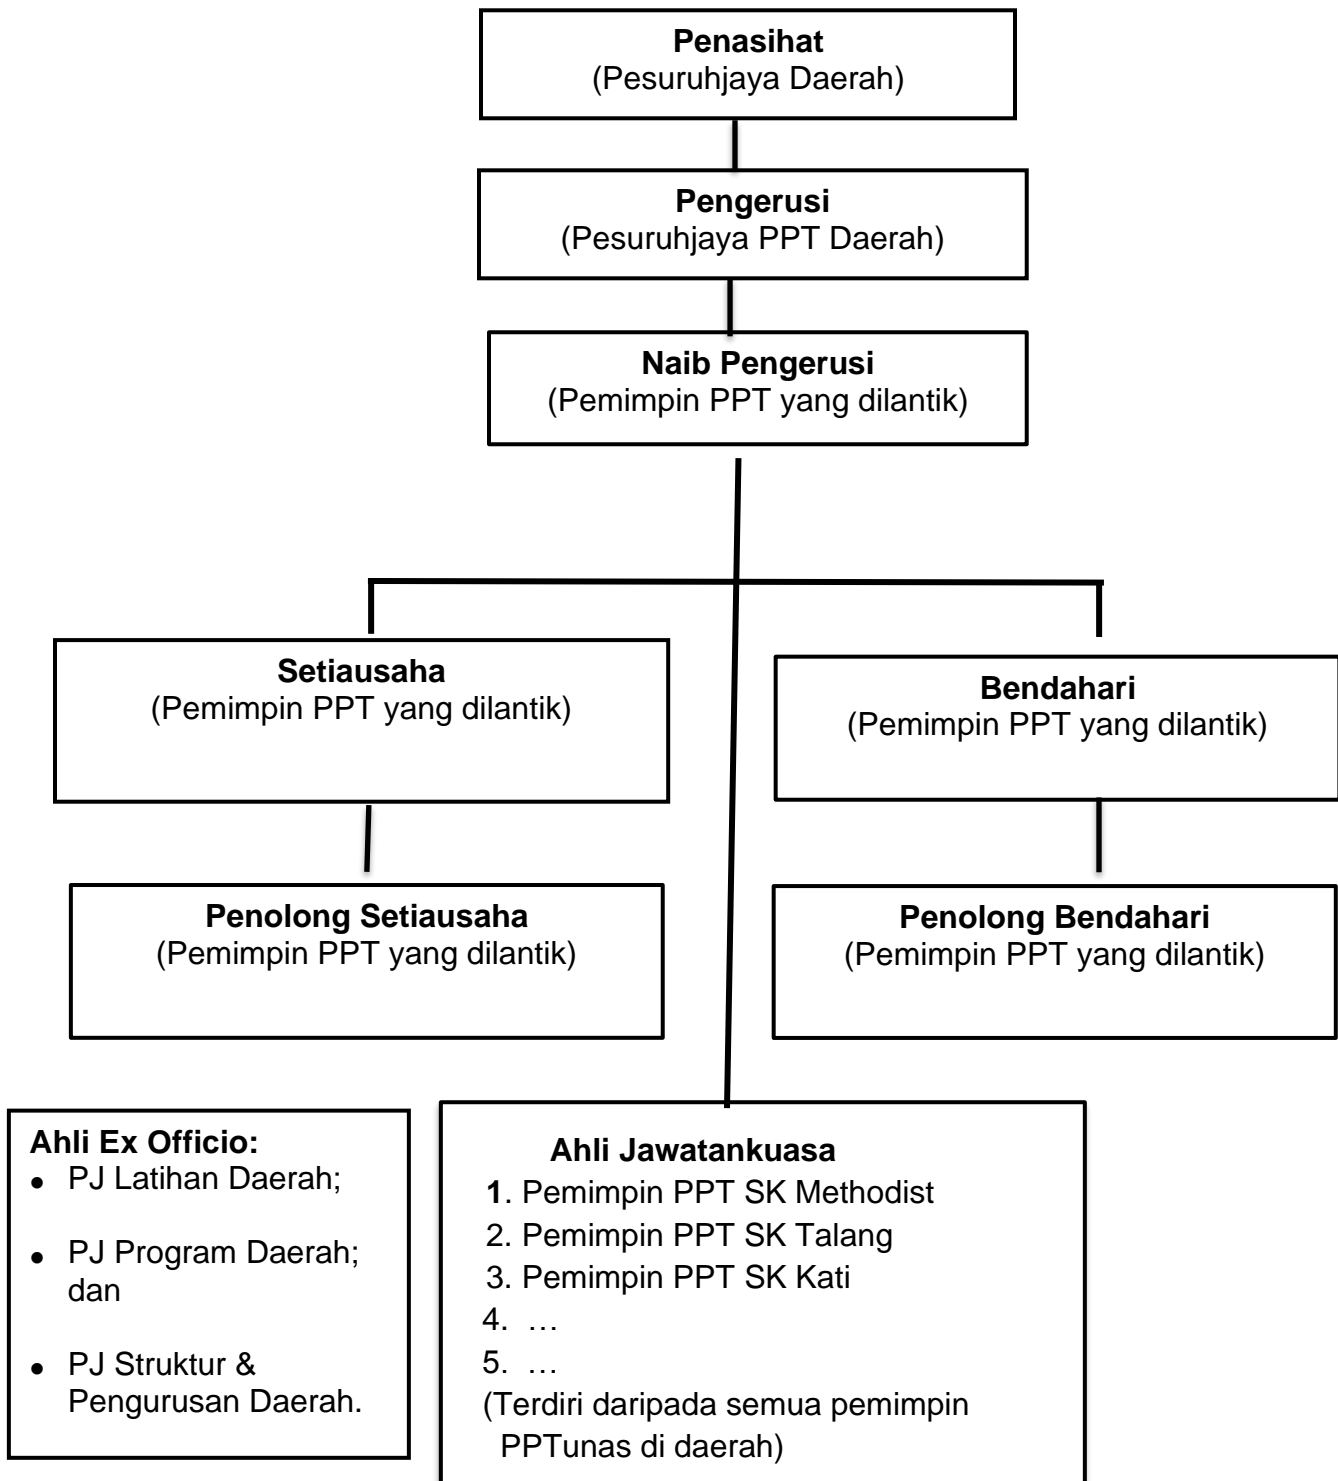 Penasihat
(Pesuruhjaya Daerah)
Pengerusi
(Pesuruhjaya PPT Daerah)
Naib Pengerusi
(Pemimpin PPT yang dilantik)
Setiausaha
(Pemimpin PPT yang dilantik)
Bendahari
(Pemimpin PPT yang dilantik)
Penolong Setiausaha
(Pemimpin PPT yang dilantik)
Penolong Bendahari
(Pemimpin PPT yang dilantik)
Ahli Ex Officio:
● PJ Latihan Daerah;
● PJ Program Daerah;
dan
● PJ Struktur &
Pengurusan Daerah.
Ahli Jawatankuasa
1. Pemimpin PPT SK Methodist
2. Pemimpin PPT SK Talang
3. Pemimpin PPT SK Kati
4. …
5. …
(Terdiri daripada semua pemimpin
PPTunas di daerah)